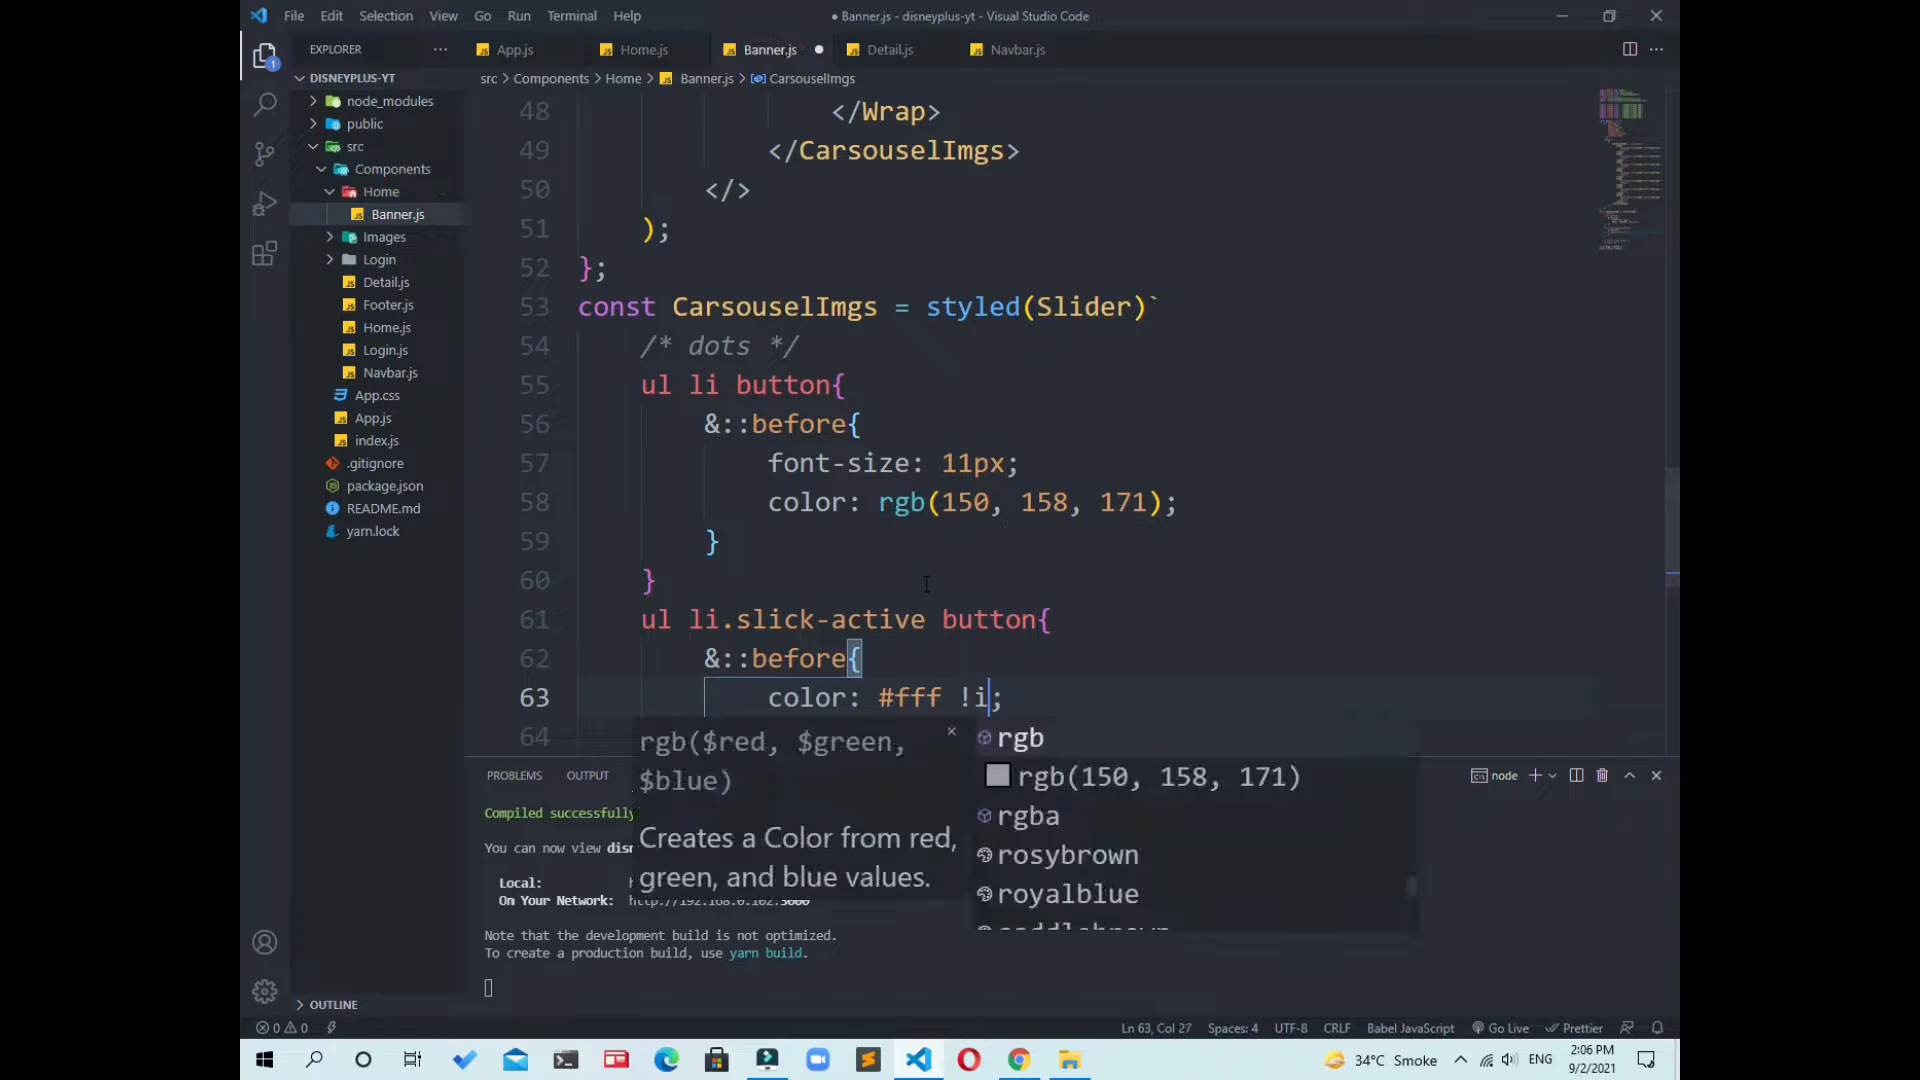 File Edit Selection View Go Run Terminal Help
● Banner.js - disneyplus-yt - Visual Studio Code
EXPLORER
App.js Home.js Banner.js Detail.js Navbar.js
DISNEYPLUS-YT
src > Components > Home > Banner.js > CarsouselImgs
node_modules
public
src
Components
Home
Banner.js
Images
Login
Detail.js
Footer.js
Home.js
Login.js
Navbar.js
App.css
App.js
index.js
.gitignore
package.json
README.md
yarn.lock
OUTLINE
1
48 </Wrap>
49 </CarsouselImgs>
50 </>
51 );
52 };
53 const CarsouselImgs = styled(Slider)`
54 /* dots */
55 ul li button{
56 &::before{
57 font-size: 11px;
58 color: rgb(150, 158, 171);
59 }
60 }
61 ul li.slick-active button{
62 &::before{
63 color: #fff !i;
64
rgb($red, $green,
$blue)
Creates a Color from red,
green, and blue values.
rgb
rgb(150, 158, 171)
rgba
rosybrown
royalblue
PROBLEMS OUTPUT
node
Compiled successfully
You can now view
Local:
On Your Network: http://192.168.0.102:3000
Note that the development build is not optimized.
To create a production build, use yarn build.
0 0 Ln 63, Col 27 Spaces: 4 UTF-8 CRLF Babel JavaScript Go Live Prettier
34°C Smoke ENG
2:06 PM
9/2/2021